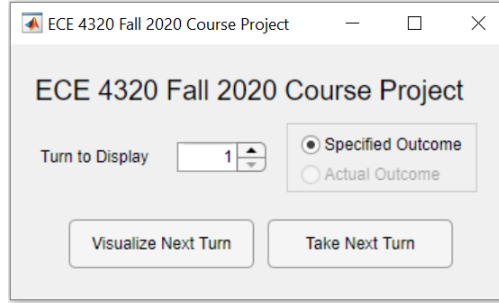 ECE 4320 Fall 2020 Course Project
ECE 4320 Fall 2020 Course Project
Turn to Display 1
Specified Outcome
Actual Outcome
Visualize Next Turn Take Next Turn